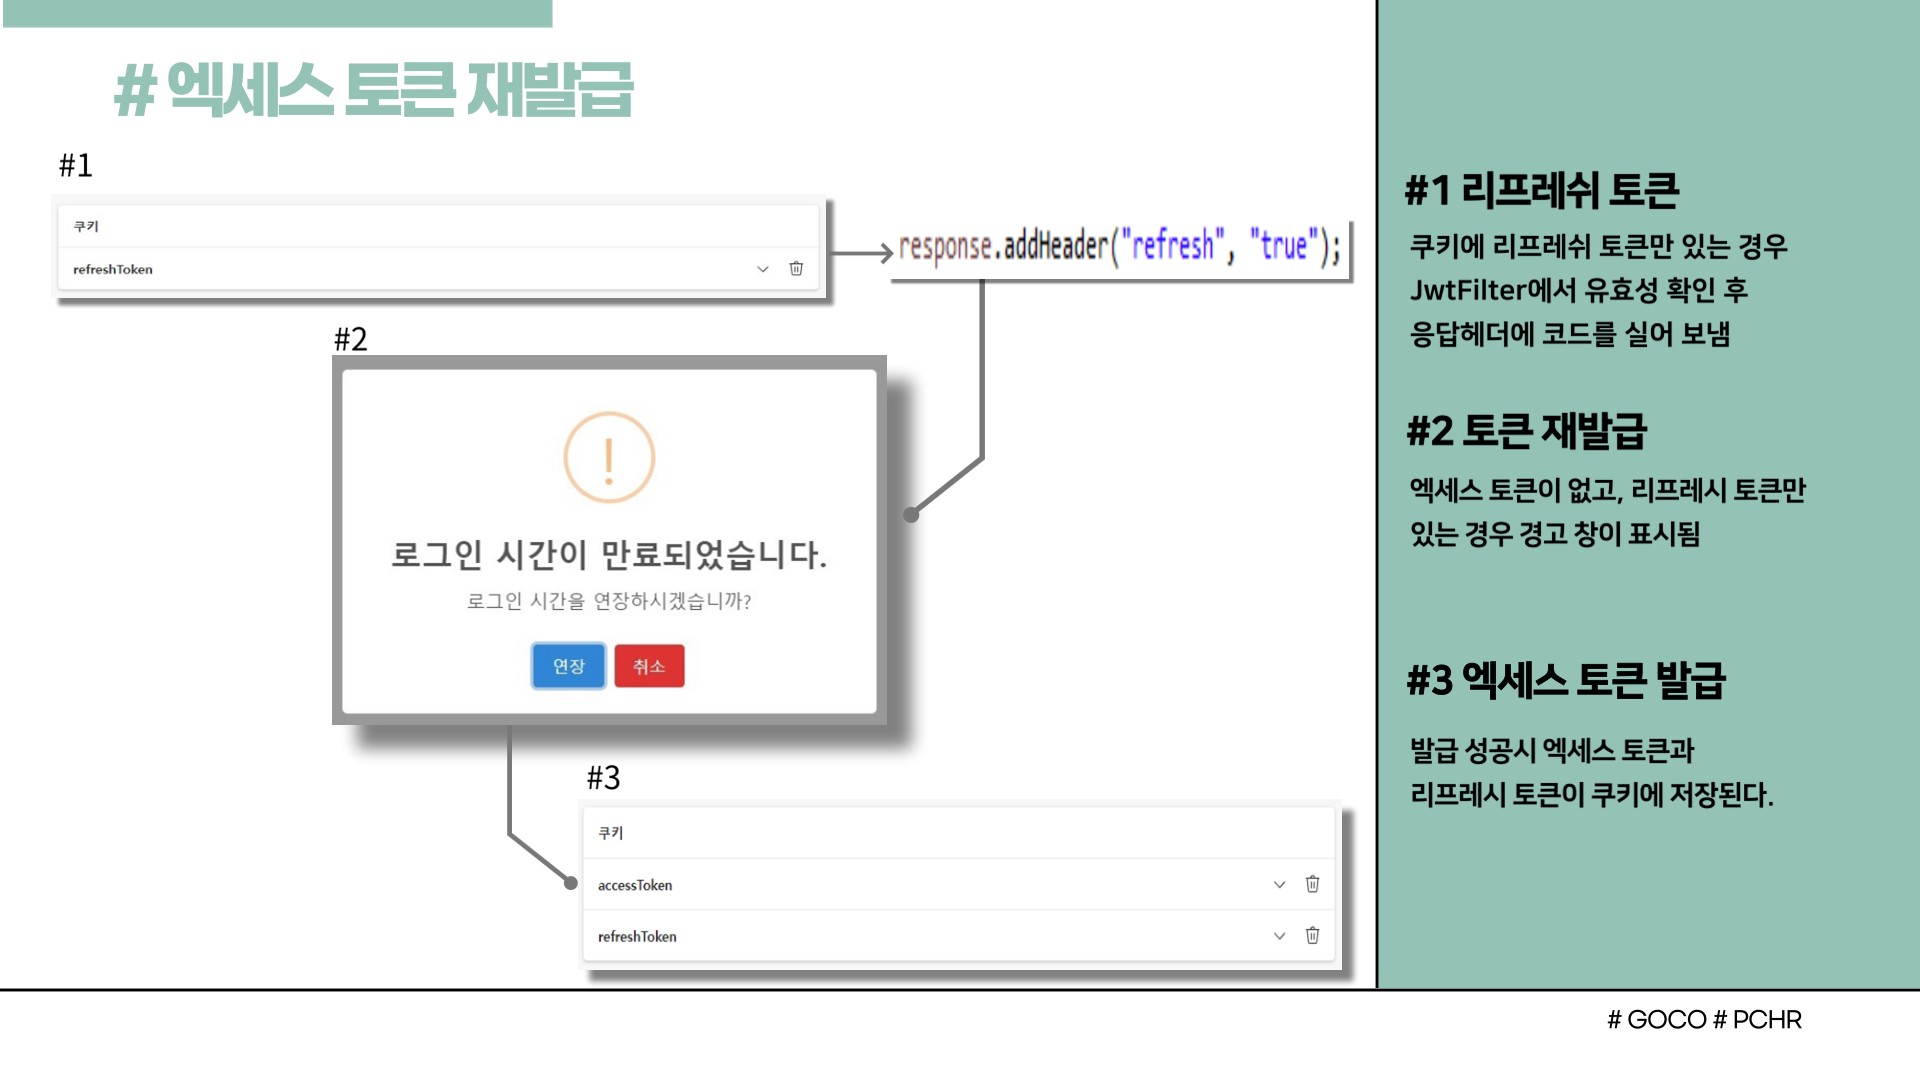 # 엑세스 토큰 재발급
#1
쿠키
refreshToken
response.addHeader("refresh", "true");
#2
로그인 시간이 만료되었습니다.
로그인 시간을 연장하시겠습니까?
연장 취소
#3
쿠키
accessToken
refreshToken
#1 리프레쉬 토큰
쿠키에 리프레쉬 토큰만 있는 경우
JwtFilter에서 유효성 확인 후
응답헤더에 코드를 실어 보냄
#2 토큰 재발급
엑세스 토큰이 없고, 리프레시 토큰만
있는 경우 경고 창이 표시됨
#3 엑세스 토큰 발급
발급 성공시 엑세스 토큰과
리프레시 토큰이 쿠키에 저장된다.
# GOCO # PCHR